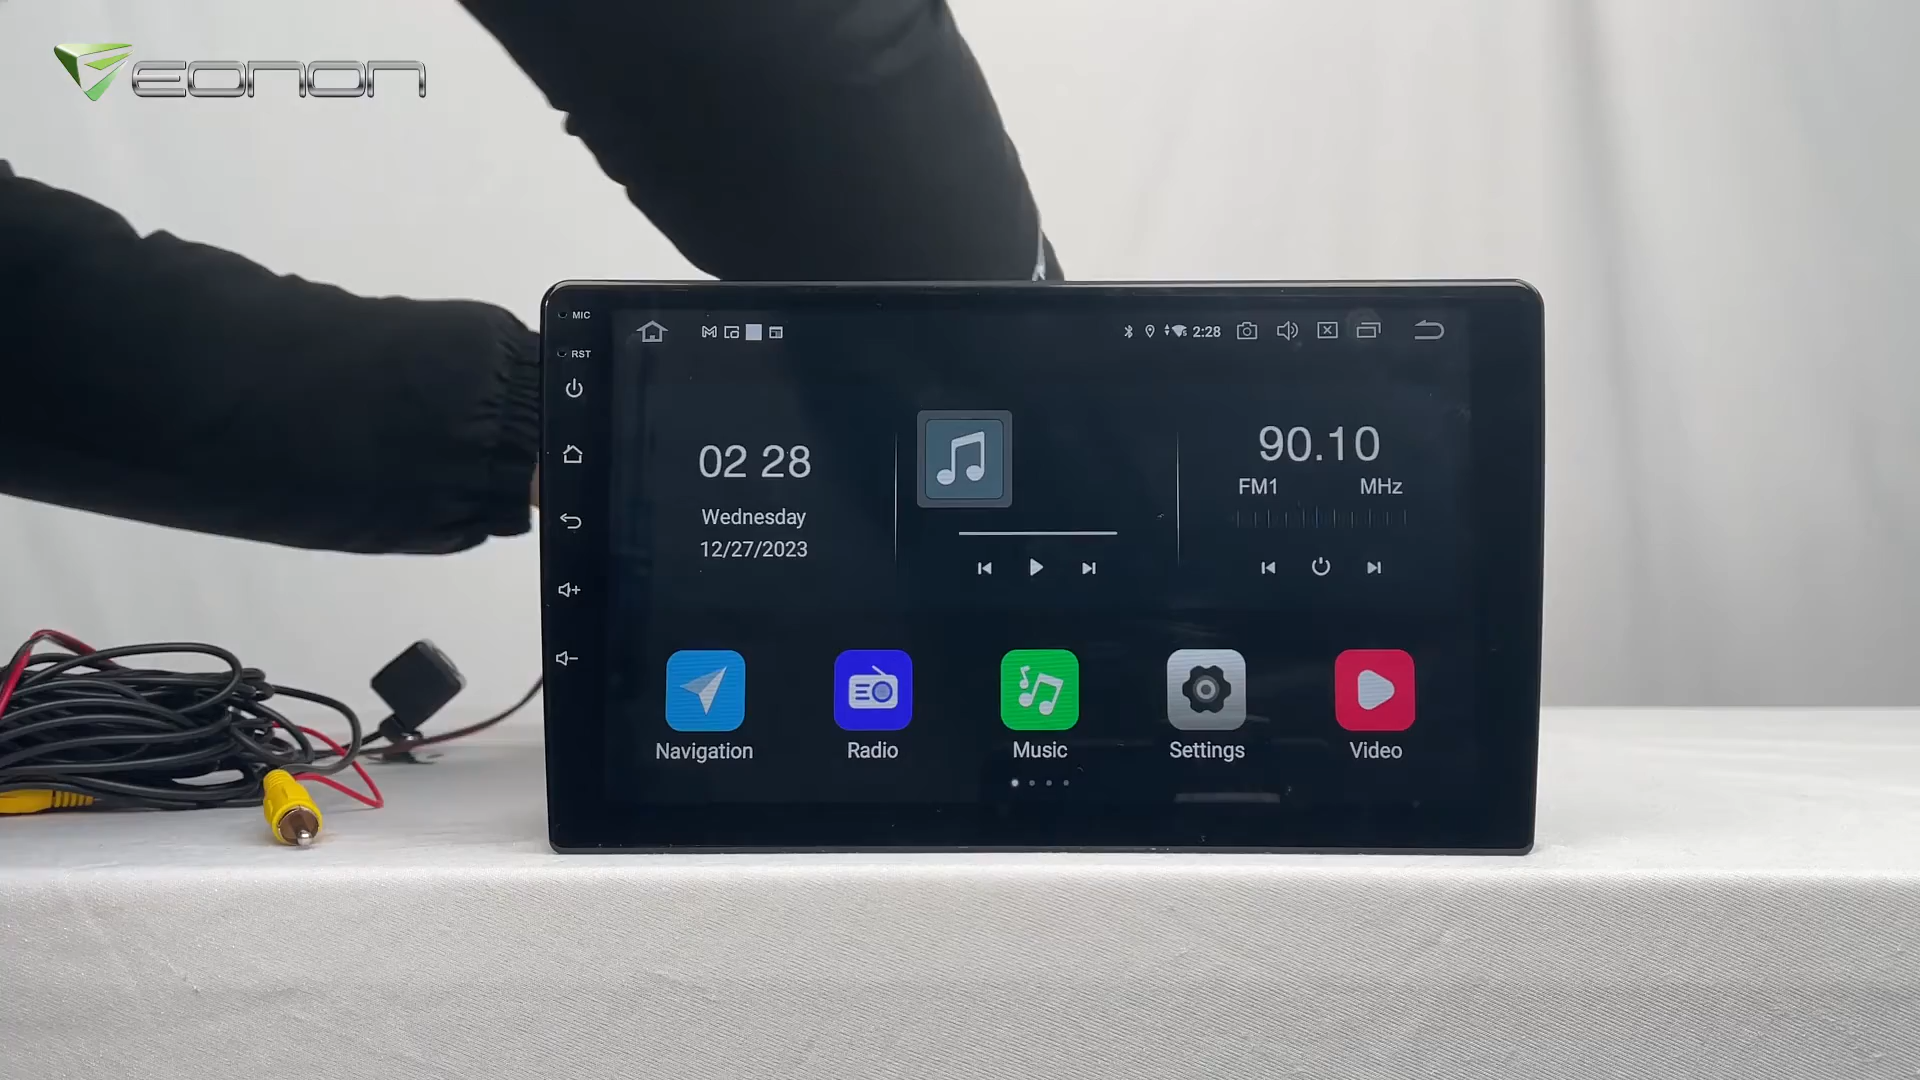 eonon
MIC
RST
2:28
02 28
Wednesday
12/27/2023
90.10
FM1 MHz
Navigation
Radio
Music
Settings
Video